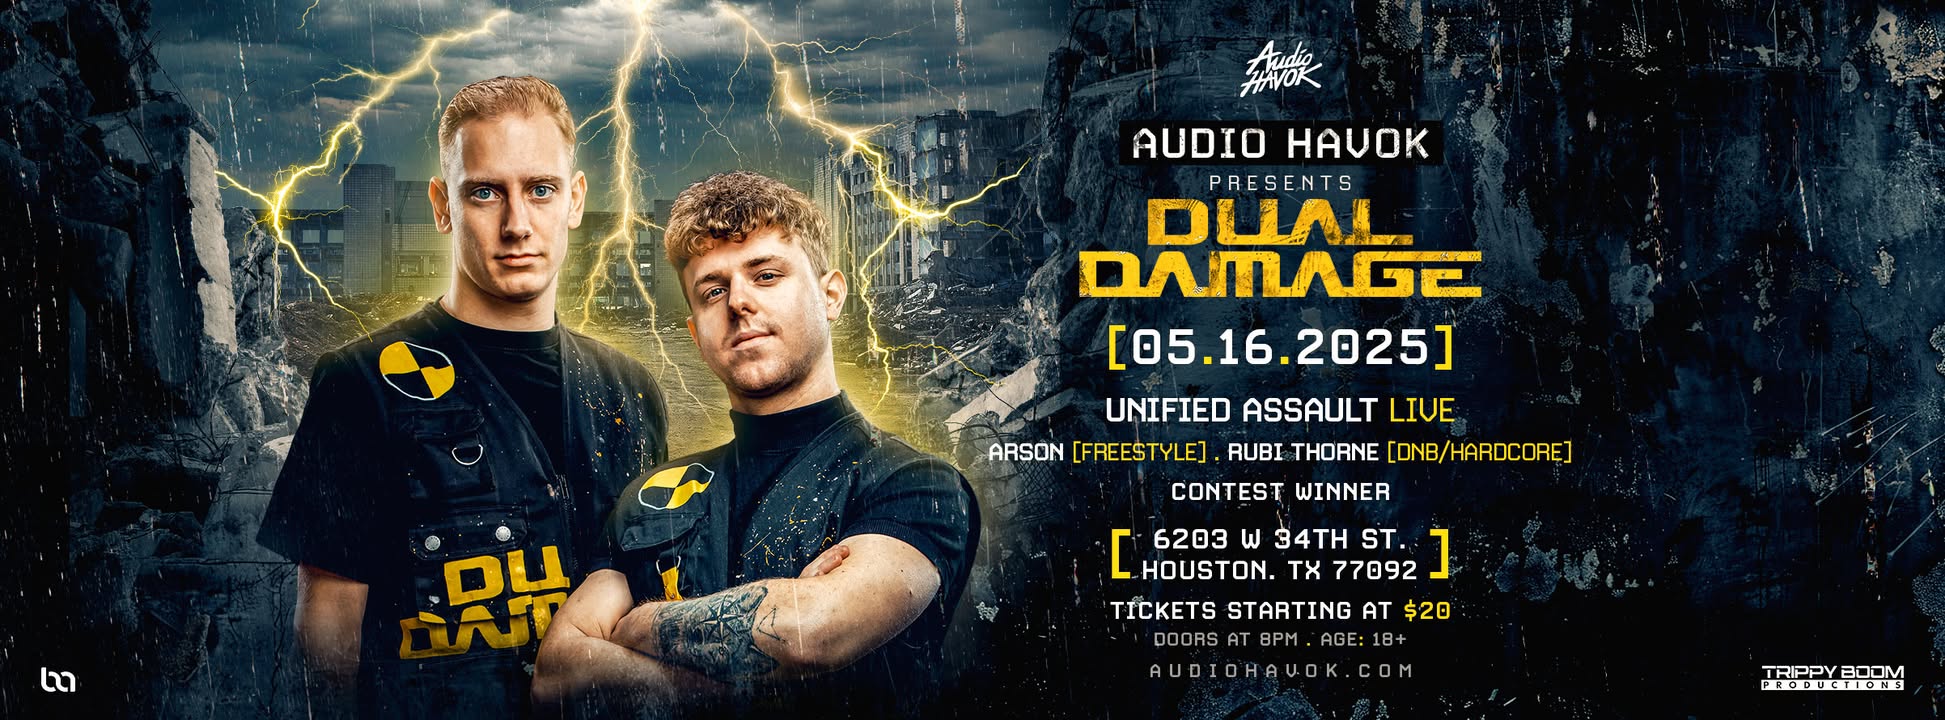 Audio
HAVOK
AUDIO HAVOK
PRESENTS
DUAL
DAMAGE
[05.16.2025]
UNIFIED ASSAULT LIVE
ARSON [FREESTYLE] . RUBI THORNE [DNB/HARDCORE]
CONTEST WINNER
[ 6203 W 34TH ST. ]
HOUSTON. TX 77092
TICKETS STARTING AT $20
DOORS AT 8PM . AGE: 18+
AUDIOHAVOK.COM
DU
DAM
TRIPPY BOOM
PRODUCTIONS